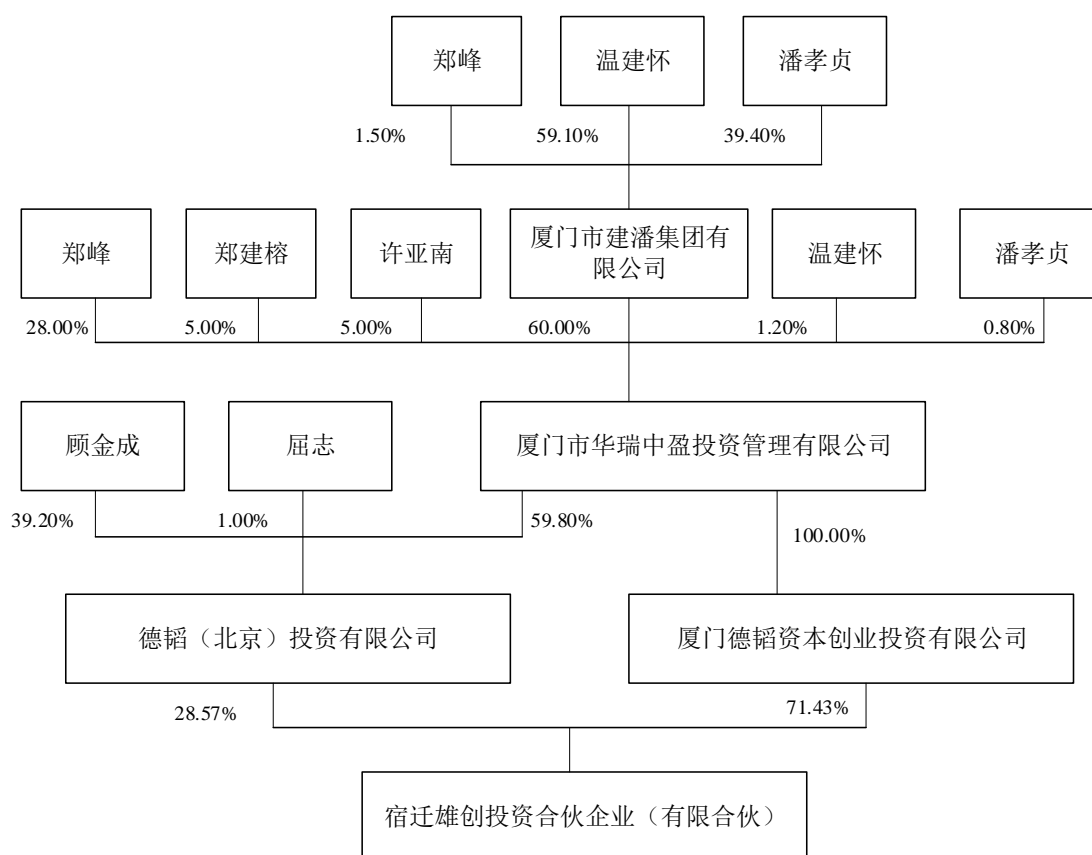 郑峰
温建怀
潘孝贞
1.50%
59.10%
39.40%
郑峰
郑建榕
许亚南
厦门市建潘集团有
限公司
温建怀
潘孝贞
28.00%
5.00%
5.00%
60.00%
1.20%
0.80%
顾金成
屈志
厦门市华瑞中盈投资管理有限公司
39.20%
1.00%
59.80%
100.00%
德韬（北京）投资有限公司
厦门德韬资本创业投资有限公司
28.57%
71.43%
宿迁雄创投资合伙企业（有限合伙）